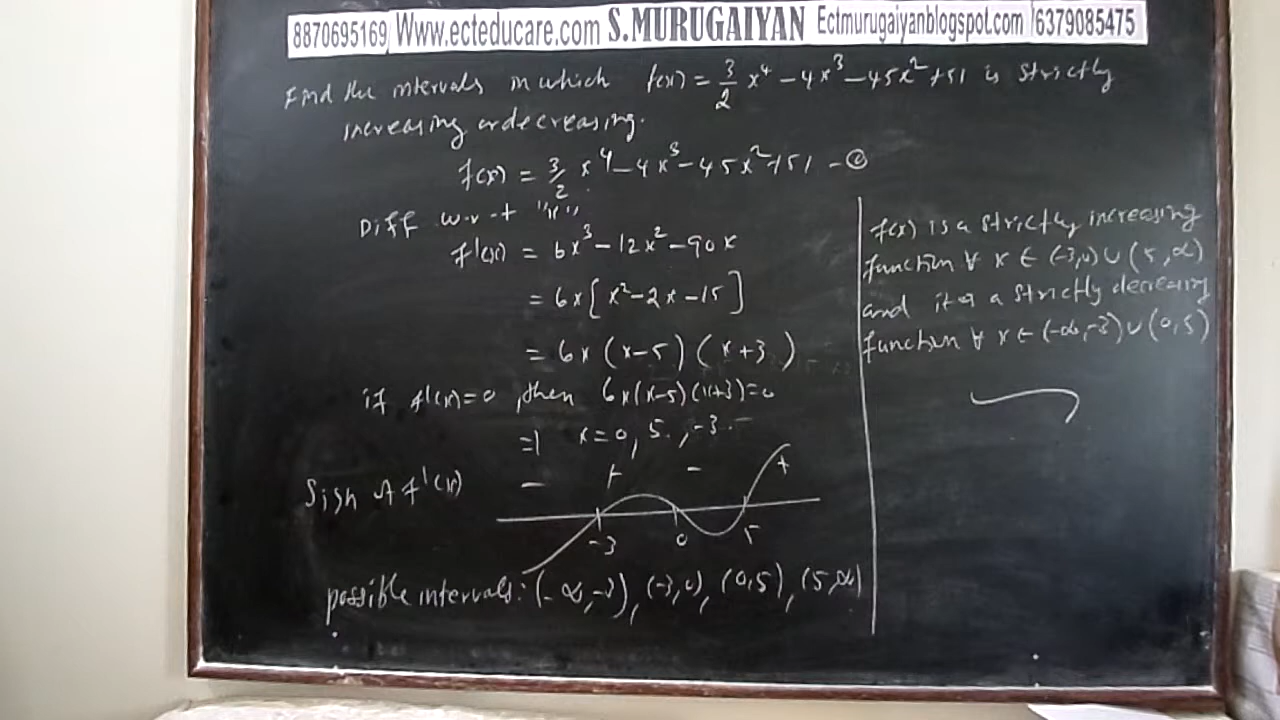 8870695169 Www.ecteducare.com S.MURUGAIYAN Ectmurugaiyanblogspot.com 6379085475
Find the intervals in which f(x) = 3/2 x⁴ - 4x³ - 45x² + 51 is strictly
increasing or decreasing.
f(x) = 3/2 x⁴ - 4x³ - 45x² + 51 -
Diff w.r.t "x"
f'(x) = 6x³ - 12x² - 90x
= 6x[x² - 2x - 15]
= 6x (x-5) (x+3)
if f'(x)=0, then 6x(x-5)(x+3)=0
⇒ x=0, 5, -3.
Sign of f'(x) - + - +
-3 0 5
possible intervals: (-∞,-3), (-3,0), (0,5), (5,∞)
f(x) is a strictly increasing
function ∀ x ∈ (-3,0) ∪ (5,∞)
and it is a strictly decreasing
function ∀ x ∈ (-∞,-3) ∪ (0,5)